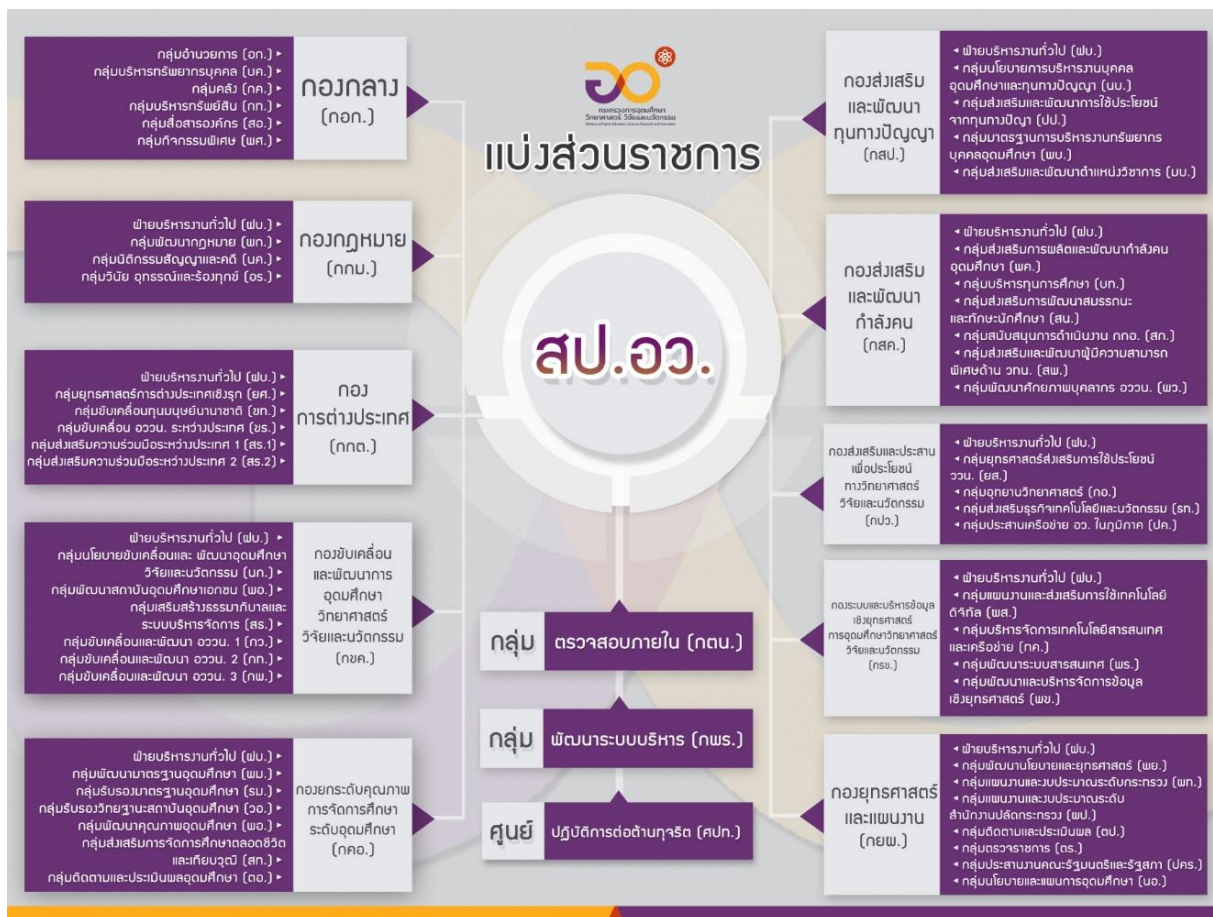 กลุ่มอำนวยการ (อก.)
กลุ่มบริหารทรัพยากรบุคคล (บค.)
กลุ่มคลัง (กค.)
กลุ่มบริหารทรัพย์สิน (กท.)
กลุ่มสื่อสารองค์กร (สอ.)
กลุ่มกิจกรรมพิเศษ (พศ.)
กองกลาง
(กอก.)
ฝ่ายบริหารงานทั่วไป (ฝบ.)
กลุ่มพัฒนากฎหมาย (พก.)
กลุ่มนิติกรรมสัญญาและคดี (นค.)
กลุ่มวินัย อุทธรณ์และร้องทุกข์ (อร.)
กองกฎหมาย
(กกม.)
ฝ่ายบริหารงานทั่วไป (ฝบ.)
กลุ่มยุทธศาสตร์การต่างประเทศเชิงรุก (ยศ.)
กลุ่มขับเคลื่อนทุนมนุษย์นานาชาติ (ขท.)
กลุ่มขับเคลื่อน อววน. ระหว่างประเทศ (ขร.)
กลุ่มส่งเสริมความร่วมมือระหว่างประเทศ 1 (สร.1)
กลุ่มส่งเสริมความร่วมมือระหว่างประเทศ 2 (สร.2)
กอง
การต่างประเทศ
(กกต.)
ฝ่ายบริหารงานทั่วไป (ฝบ.)
กลุ่มนโยบายขับเคลื่อนและ พัฒนาอุดมศึกษา
วิจัยและนวัตกรรม (นก.)
กลุ่มพัฒนาสถาบันอุดมศึกษาเอกชน (พอ.)
กลุ่มเสริมสร้างธรรมาภิบาลและ
ระบบบริหารจัดการ (สธ.)
กลุ่มขับเคลื่อนและพัฒนา อววน. 1 (กว.)
กลุ่มขับเคลื่อนและพัฒนา อววน. 2 (กท.)
กลุ่มขับเคลื่อนและพัฒนา อววน. 3 (กพ.)
กองขับเคลื่อน
และพัฒนาการ
อุดมศึกษา
วิทยาศาสตร์
วิจัยและนวัตกรรม
(กขค.)
ฝ่ายบริหารงานทั่วไป (ฝบ.)
กลุ่มพัฒนามาตรฐานอุดมศึกษา (พม.)
กลุ่มรับรองมาตรฐานอุดมศึกษา (รม.)
กลุ่มรับรองวิทยฐานะสถาบันอุดมศึกษา (วอ.)
กลุ่มพัฒนาคุณภาพอุดมศึกษา (พอ.)
กลุ่มส่งเสริมการจัดการศึกษาตลอดชีวิต
และเทียบวุฒิ (สท.)
กลุ่มติดตามและประเมินผลอุดมศึกษา (ตอ.)
กองยกระดับคุณภาพ
การจัดการศึกษา
ระดับอุดมศึกษา
(กคอ.)
กระทรวงการอุดมศึกษา
วิทยาศาสตร์ วิจัยและนวัตกรรม
Ministry of Higher Education, Science, Research and Innovation
แบ่งส่วนราชการ
สป.อว.
กลุ่ม ตรวจสอบภายใน (กตน.)
กลุ่ม พัฒนาระบบบริหาร (กพร.)
ศูนย์ ปฏิบัติการต่อต้านทุจริต (ศปท.)
กองส่งเสริม
และพัฒนา
ทุนทางปัญญา
(กสป.)
ฝ่ายบริหารงานทั่วไป (ฝบ.)
กลุ่มนโยบายการบริหารงานบุคคล
อุดมศึกษาและทุนทางปัญญา (นบ.)
กลุ่มส่งเสริมและพัฒนาการใช้ประโยชน์
จากทุนทางปัญญา (ปป.)
กลุ่มมาตรฐานการบริหารงานทรัพยากร
บุคคลอุดมศึกษา (พบ.)
กลุ่มส่งเสริมและพัฒนาตำแหน่งวิชาการ (มบ.)
กองส่งเสริม
และพัฒนา
กำลังคน
(กสค.)
ฝ่ายบริหารงานทั่วไป (ฝบ.)
กลุ่มส่งเสริมการผลิตและพัฒนากำลังคน
อุดมศึกษา (พค.)
กลุ่มบริหารทุนการศึกษา (บท.)
กลุ่มส่งเสริมการพัฒนาสมรรถนะ
และทักษะนักศึกษา (สน.)
กลุ่มสนับสนุนการดำเนินงาน กกอ. (สก.)
กลุ่มส่งเสริมและพัฒนาผู้มีความสามารถ
พิเศษด้าน วทน. (สพ.)
กลุ่มพัฒนาศักยภาพบุคลากร อววน. (พว.)
กองส่งเสริมและประสาน
เพื่อประโยชน์
ทางวิทยาศาสตร์
วิจัยและนวัตกรรม
(กปว.)
ฝ่ายบริหารงานทั่วไป (ฝบ.)
กลุ่มยุทธศาสตร์ส่งเสริมการใช้ประโยชน์
ววน. (ยส.)
กลุ่มอุทยานวิทยาศาสตร์ (กอ.)
กลุ่มส่งเสริมธุรกิจเทคโนโลยีและนวัตกรรม (ธท.)
กลุ่มประสานเครือข่าย อว. ในภูมิภาค (ปค.)
กองระบบและบริหารข้อมูล
เชิงยุทธศาสตร์
การอุดมศึกษาวิทยาศาสตร์
วิจัยและนวัตกรรม
(กรข.)
ฝ่ายบริหารงานทั่วไป (ฝบ.)
กลุ่มแผนงานและส่งเสริมการใช้เทคโนโลยี
ดิจิทัล (พส.)
กลุ่มบริหารจัดการเทคโนโลยีสารสนเทศ
และเครือข่าย (ทค.)
กลุ่มพัฒนาระบบสารสนเทศ (พร.)
กลุ่มพัฒนาและบริหารจัดการข้อมูล
เชิงยุทธศาสตร์ (พข.)
กองยุทธศาสตร์
และแผนงาน
(กยผ.)
ฝ่ายบริหารงานทั่วไป (ฝบ.)
กลุ่มพัฒนานโยบายและยุทธศาสตร์ (พย.)
กลุ่มแผนงานและงบประมาณระดับกระทรวง (ผท.)
กลุ่มแผนงานและงบประมาณระดับ
สำนักงานปลัดกระทรวง (ผป.)
กลุ่มติดตามและประเมินผล (ตป.)
กลุ่มตรวจราชการ (ตร.)
กลุ่มประสานงานคณะรัฐมนตรีและรัฐสภา (ปคร.)
กลุ่มนโยบายและแผนการอุดมศึกษา (นอ.)